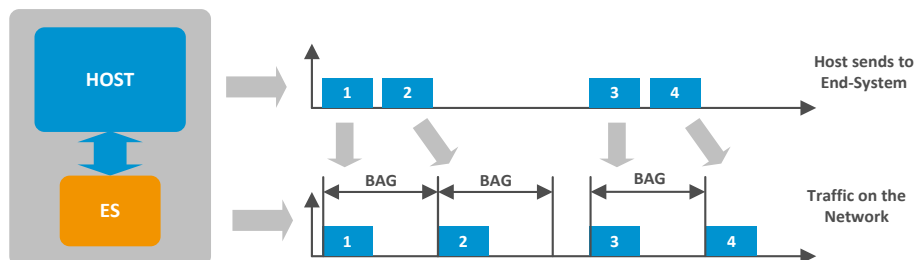 HOST
ES
1
2
3
4
Host sends to
End-System
BAG
BAG
BAG
1
2
3
4
Traffic on the
Network